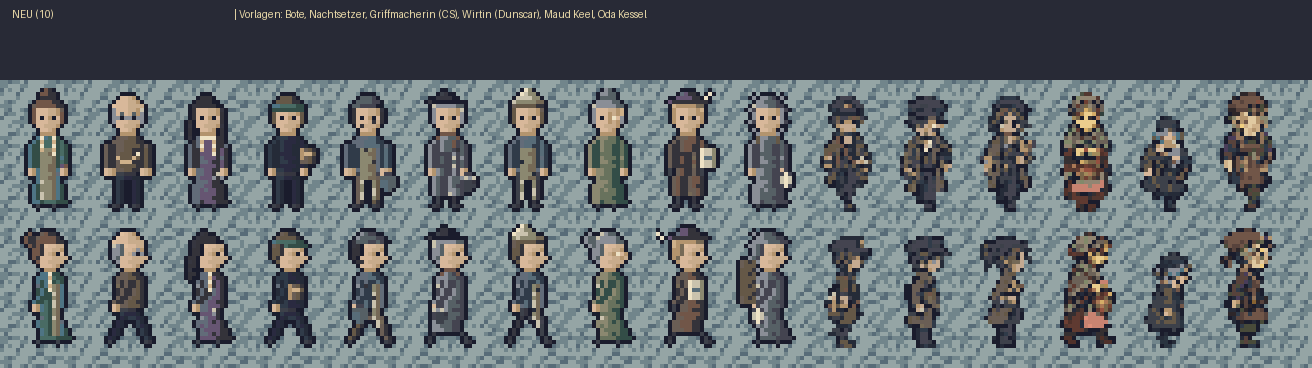 NEU (10)
| Vorlagen: Bote, Nachtsetzer, Griffmacherin (CS), Wirtin (Dunscar), Maud Keel, Oda Kessel